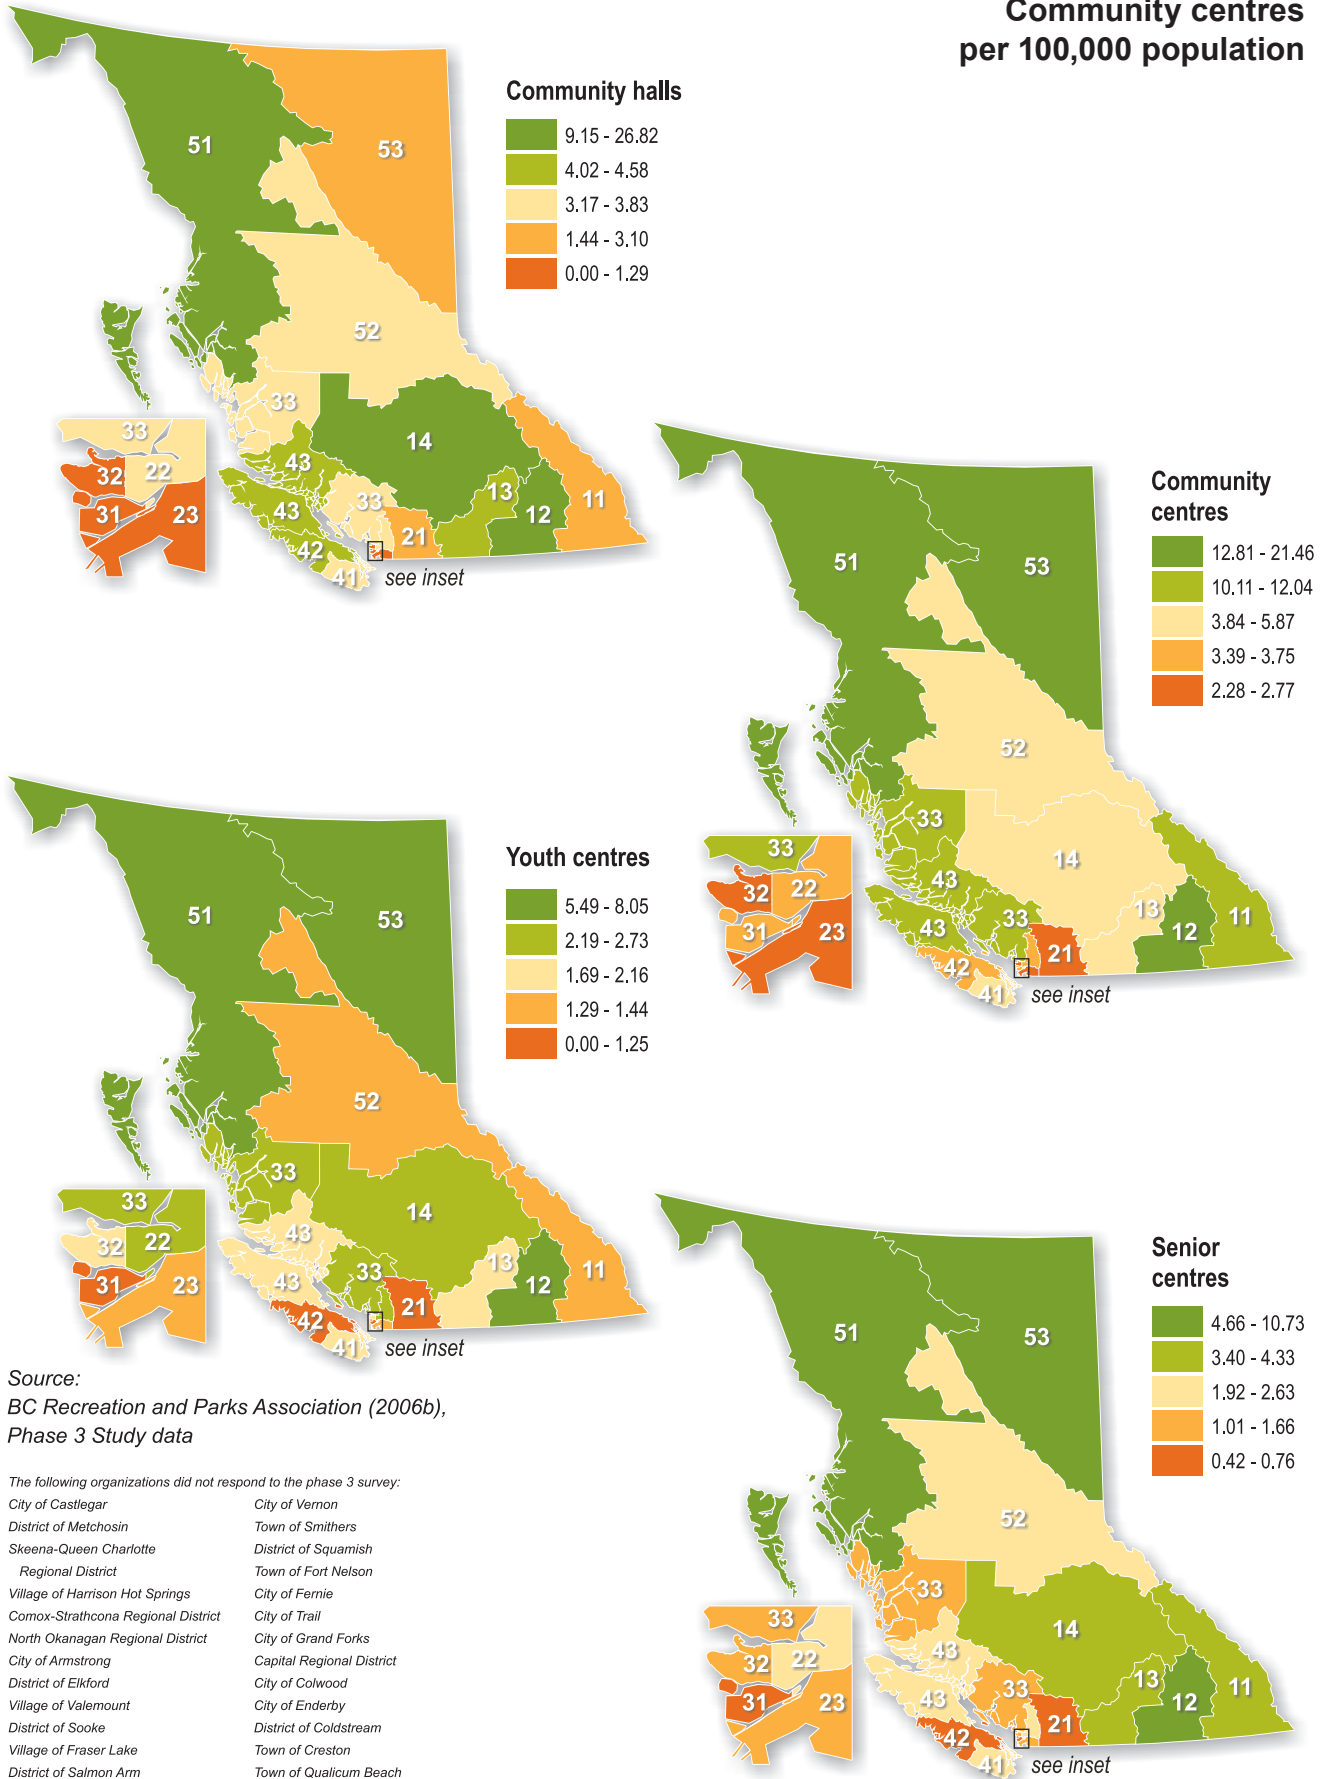 Community centres
per 100,000 population
Community halls
9.15 - 26.82
4.02 - 4.58
3.17 - 3.83
1.44 - 3.10
0.00 - 1.29
51
53
52
33
14
43
13
12
11
43
33
21
42
41
see inset
33
32
22
31
23
Community
centres
12.81 - 21.46
10.11 - 12.04
3.84 - 5.87
3.39 - 3.75
2.28 - 2.77
51
53
52
33
14
43
13
12
11
43
33
21
42
41
see inset
33
32
22
31
23
Youth centres
5.49 - 8.05
2.19 - 2.73
1.69 - 2.16
1.29 - 1.44
0.00 - 1.25
51
53
52
33
14
43
13
12
11
43
33
21
42
41
see inset
33
32
22
31
23
Senior
centres
4.66 - 10.73
3.40 - 4.33
1.92 - 2.63
1.01 - 1.66
0.42 - 0.76
51
53
52
33
14
43
13
12
11
43
33
21
42
41
see inset
33
32
22
31
23
Source:
BC Recreation and Parks Association (2006b),
Phase 3 Study data
The following organizations did not respond to the phase 3 survey:
City of Castlegar
District of Metchosin
Skeena-Queen Charlotte
Regional District
Village of Harrison Hot Springs
Comox-Strathcona Regional District
North Okanagan Regional District
City of Armstrong
District of Elkford
Village of Valemount
District of Sooke
Village of Fraser Lake
District of Salmon Arm
City of Vernon
Town of Smithers
District of Squamish
Town of Fort Nelson
City of Fernie
City of Trail
City of Grand Forks
Capital Regional District
City of Colwood
City of Enderby
District of Coldstream
Town of Creston
Town of Qualicum Beach